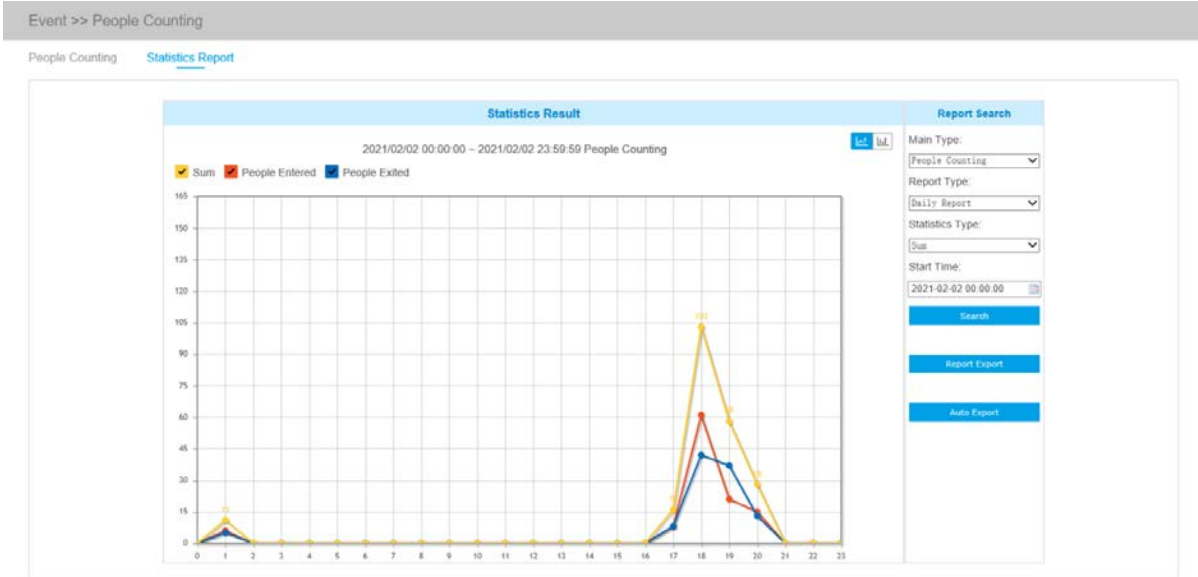 Event >> People Counting
People Counting Statistics Report
Statistics Result
2021/02/02 00:00:00 ~ 2021/02/02 23:59:59 People Counting
Sum People Entered People Exited
165
150
135
120
105
90
75
60
45
30
15
0
0 1 2 3 4 5 6 7 8 9 10 11 12 13 14 15 16 17 18 19 20 21 22 23
Report Search
Main Type:
People Counting
Report Type:
Daily Report
Statistics Type:
Sum
Start Time:
2021-02-02 00:00:00
Search
Report Export
Auto Export